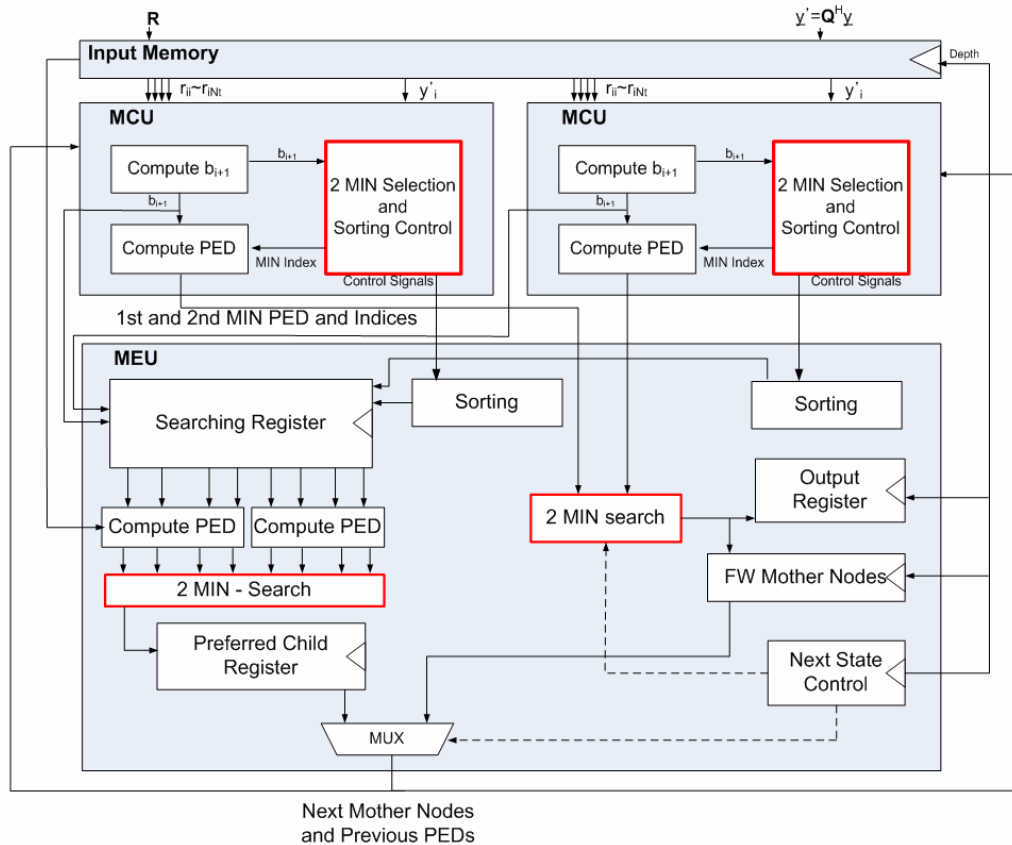 R
y'=Q^H y
Input Memory
Depth
r_ii~r_iNt
y'_i
r_ii~r_iNt
y'_i
MCU
Compute b_i+1
b_i+1
2 MIN Selection
and
Sorting Control
b_i+1
Compute PED
MIN Index
Control Signals
MCU
Compute b_i+1
b_i+1
2 MIN Selection
and
Sorting Control
b_i+1
Compute PED
MIN Index
Control Signals
1st and 2nd MIN PED and Indices
MEU
Searching Register
Sorting
Sorting
Compute PED
Compute PED
2 MIN - Search
2 MIN search
Output
Register
FW Mother Nodes
Preferred Child
Register
Next State
Control
MUX
Next Mother Nodes
and Previous PEDs